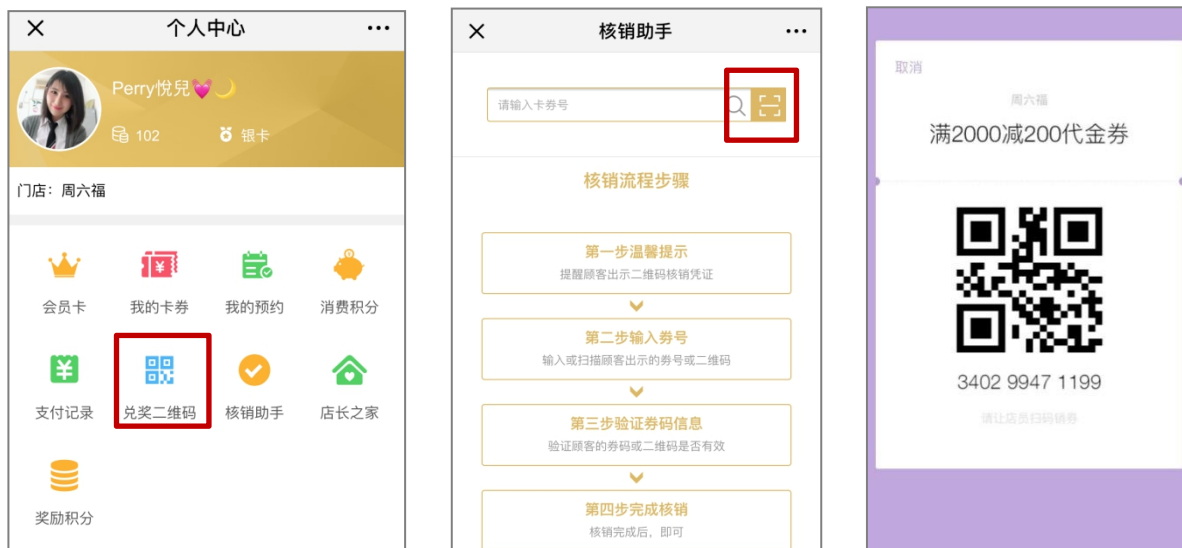 个人中心
Perry悅兒
102
银卡
门店：周六福
会员卡
我的卡券
我的预约
消费积分
支付记录
兑奖二维码
核销助手
店长之家
奖励积分
核销助手
请输入卡券号
核销流程步骤
第一步温馨提示
提醒顾客出示二维码核销凭证
第二步输入券号
输入或扫描顾客出示的券号或二维码
第三步验证券码信息
验证顾客的券码或二维码是否有效
第四步完成核销
核销完成后，即可
取消
周六福
满2000减200代金券
3402 9947 1199
请让店员扫码销券